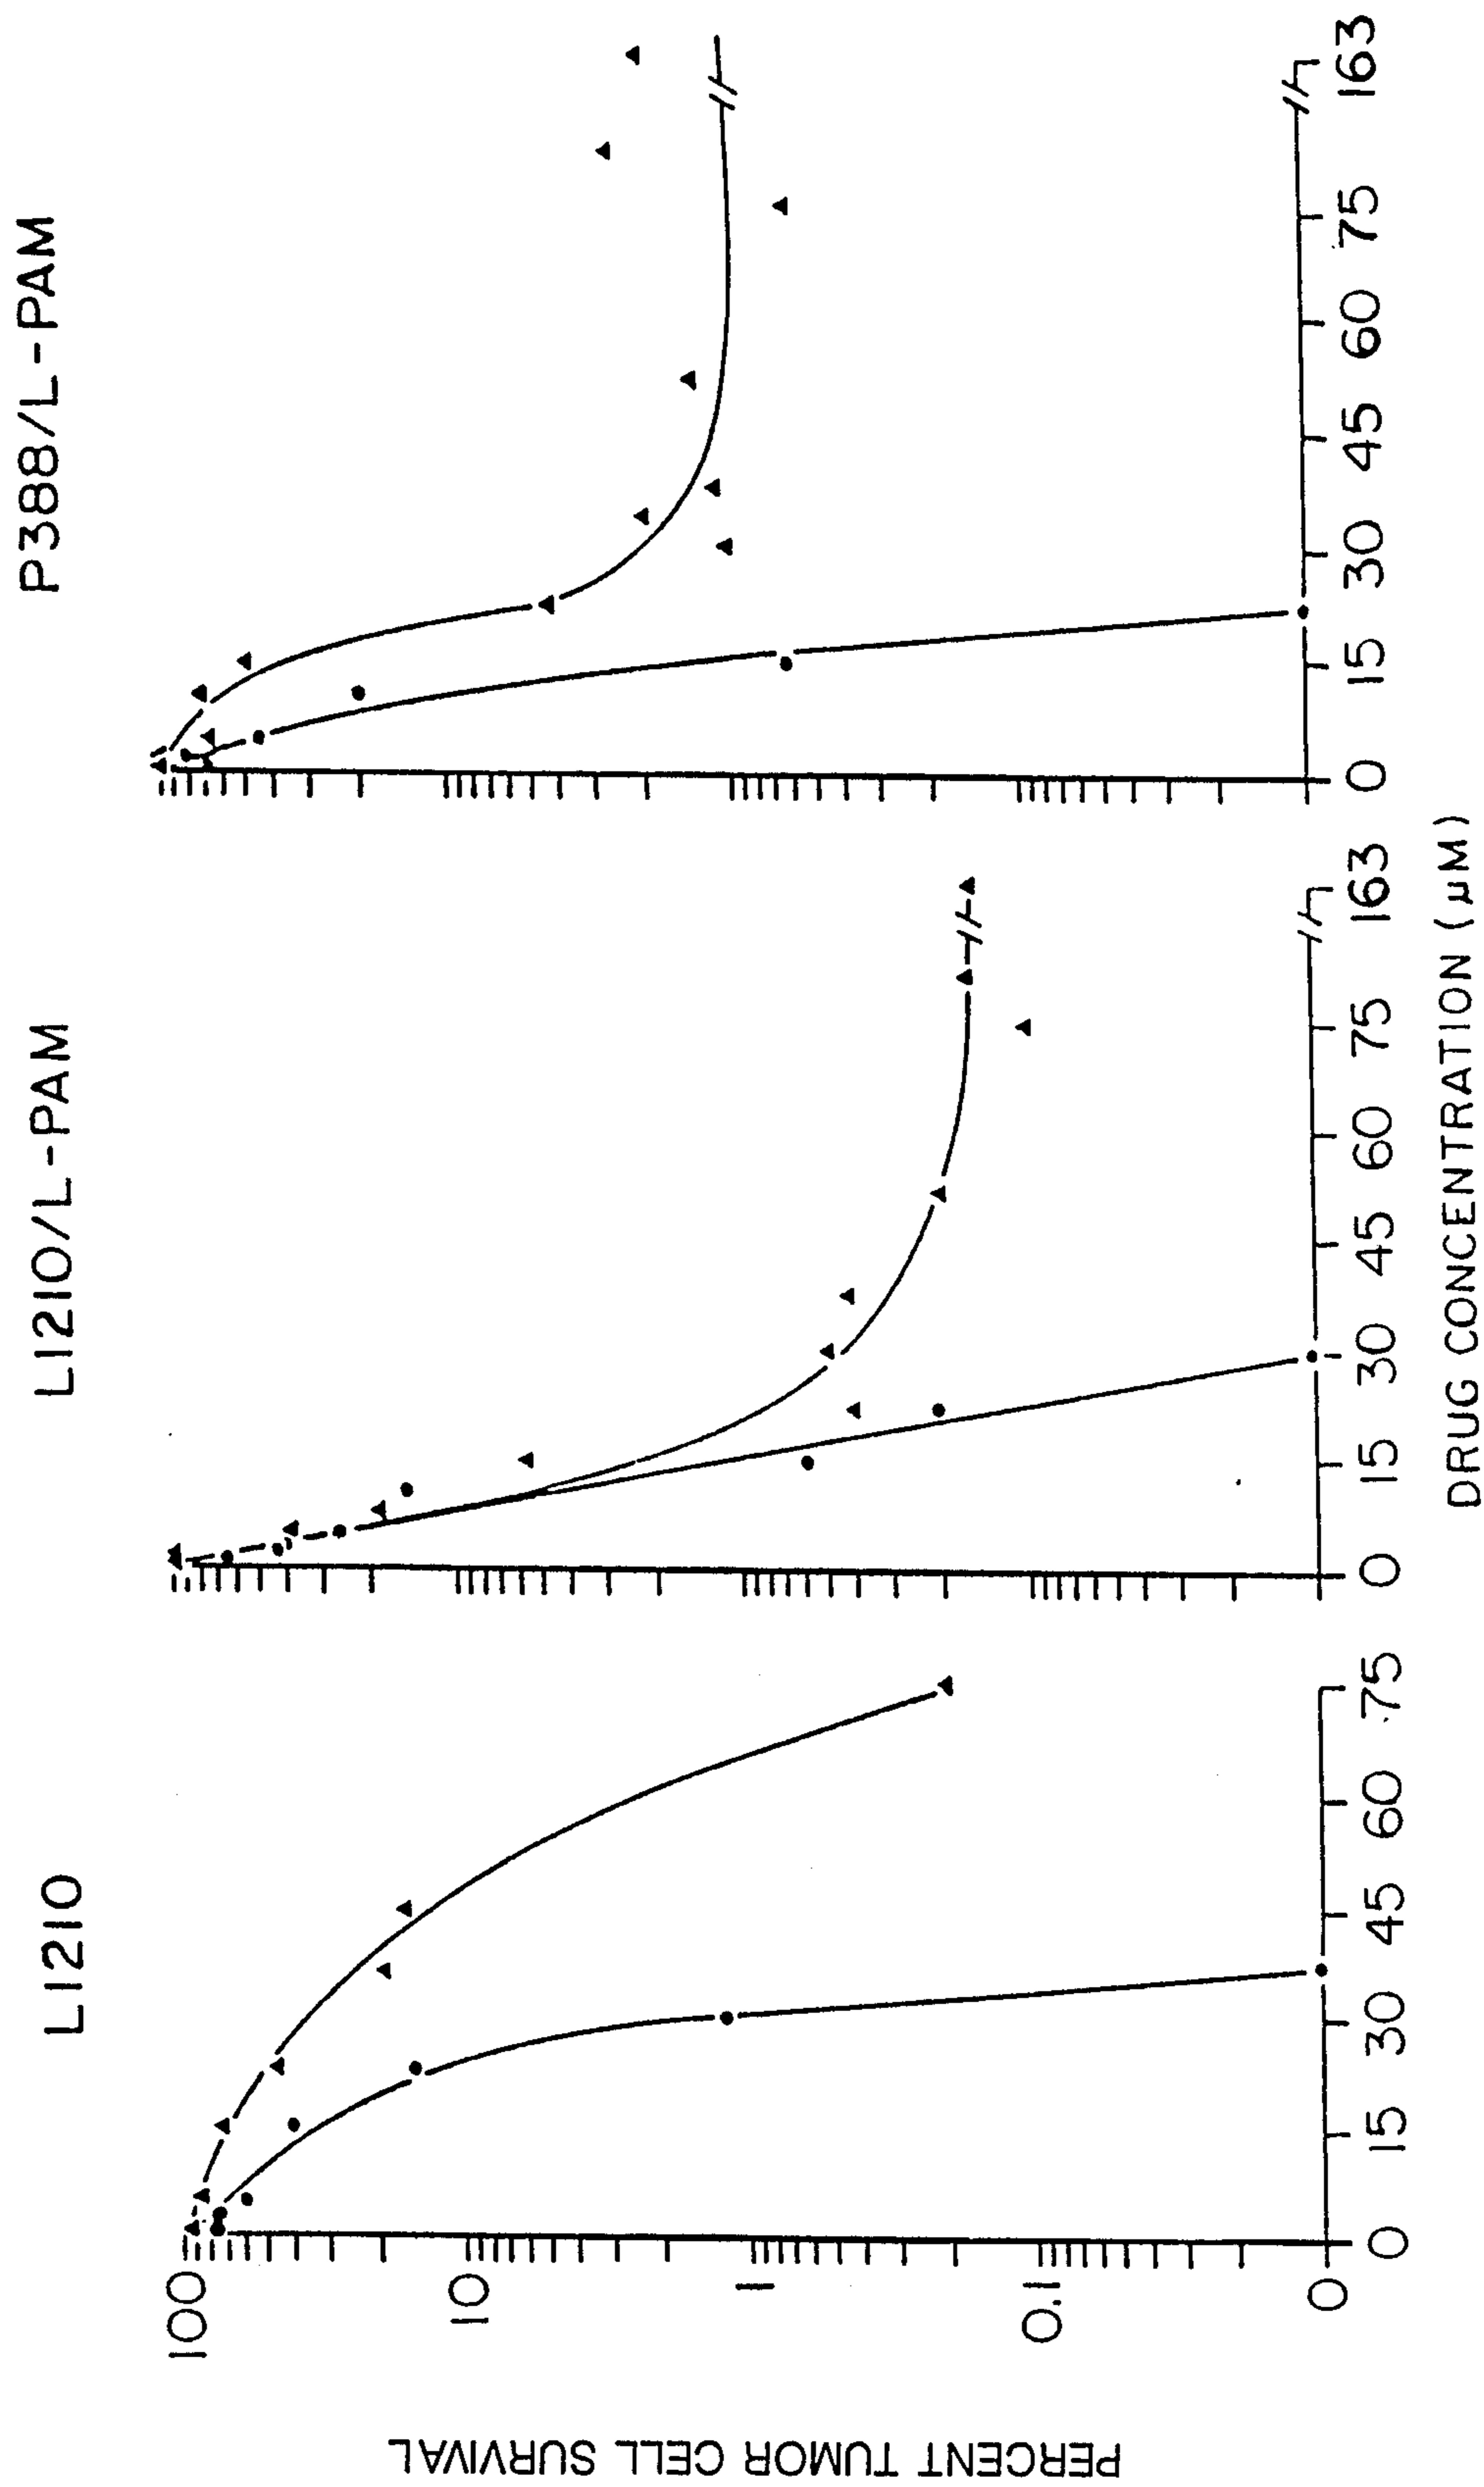 L1210
L1210/L-PAM
P388/L-PAM
PERCENT TUMOR CELL SURVIVAL
100
10
1
0.1
0
0 15 30 45 60 75
0 15 30 45 60 75 163
0 15 30 45 60 75 163
DRUG CONCENTRATION (μM)